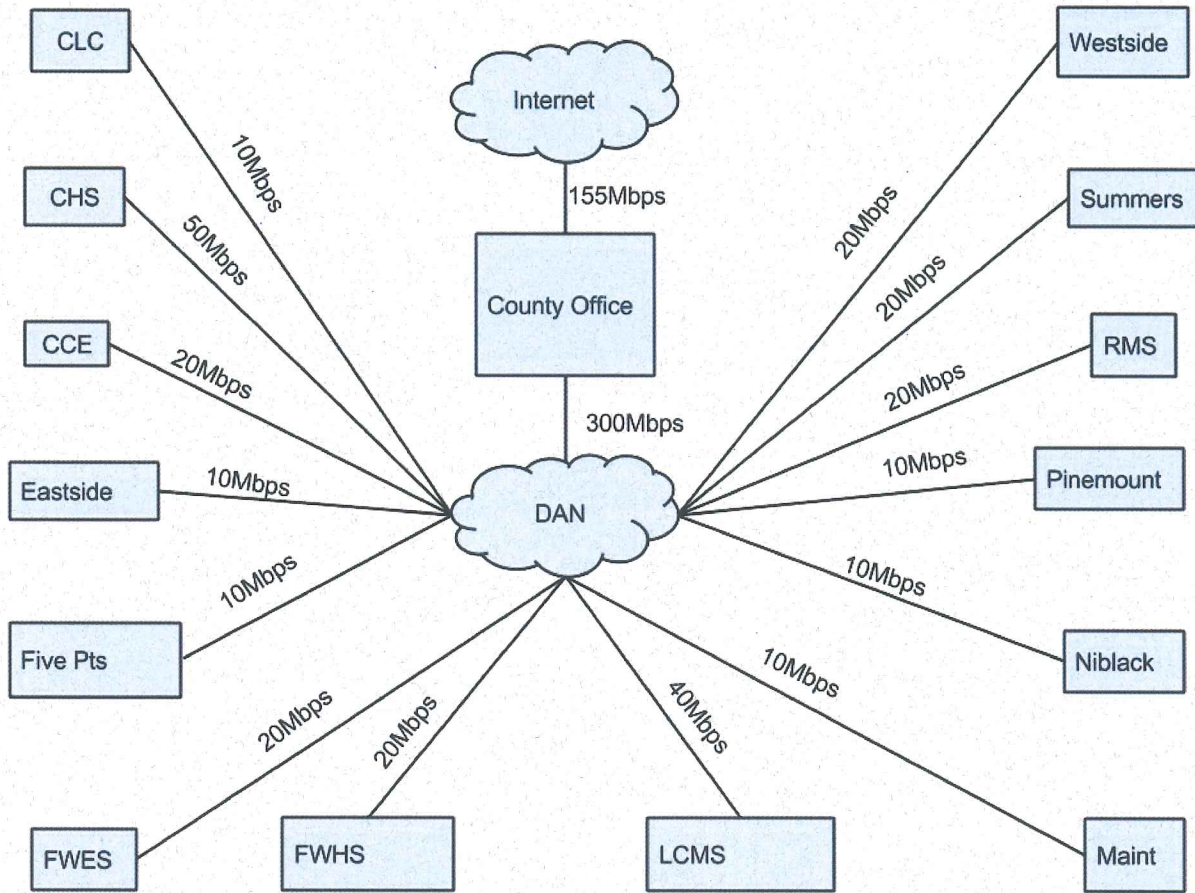 CLC
Internet
Westside
10Mbps
CHS
155Mbps
Summers
50Mbps
20Mbps
County Office
20Mbps
CCE
RMS
20Mbps
20Mbps
300Mbps
Eastside
10Mbps
DAN
10Mbps
Pinemount
10Mbps
10Mbps
Five Pts
Niblack
20Mbps
20Mbps
40Mbps
10Mbps
FWES
FWHS
LCMS
Maint